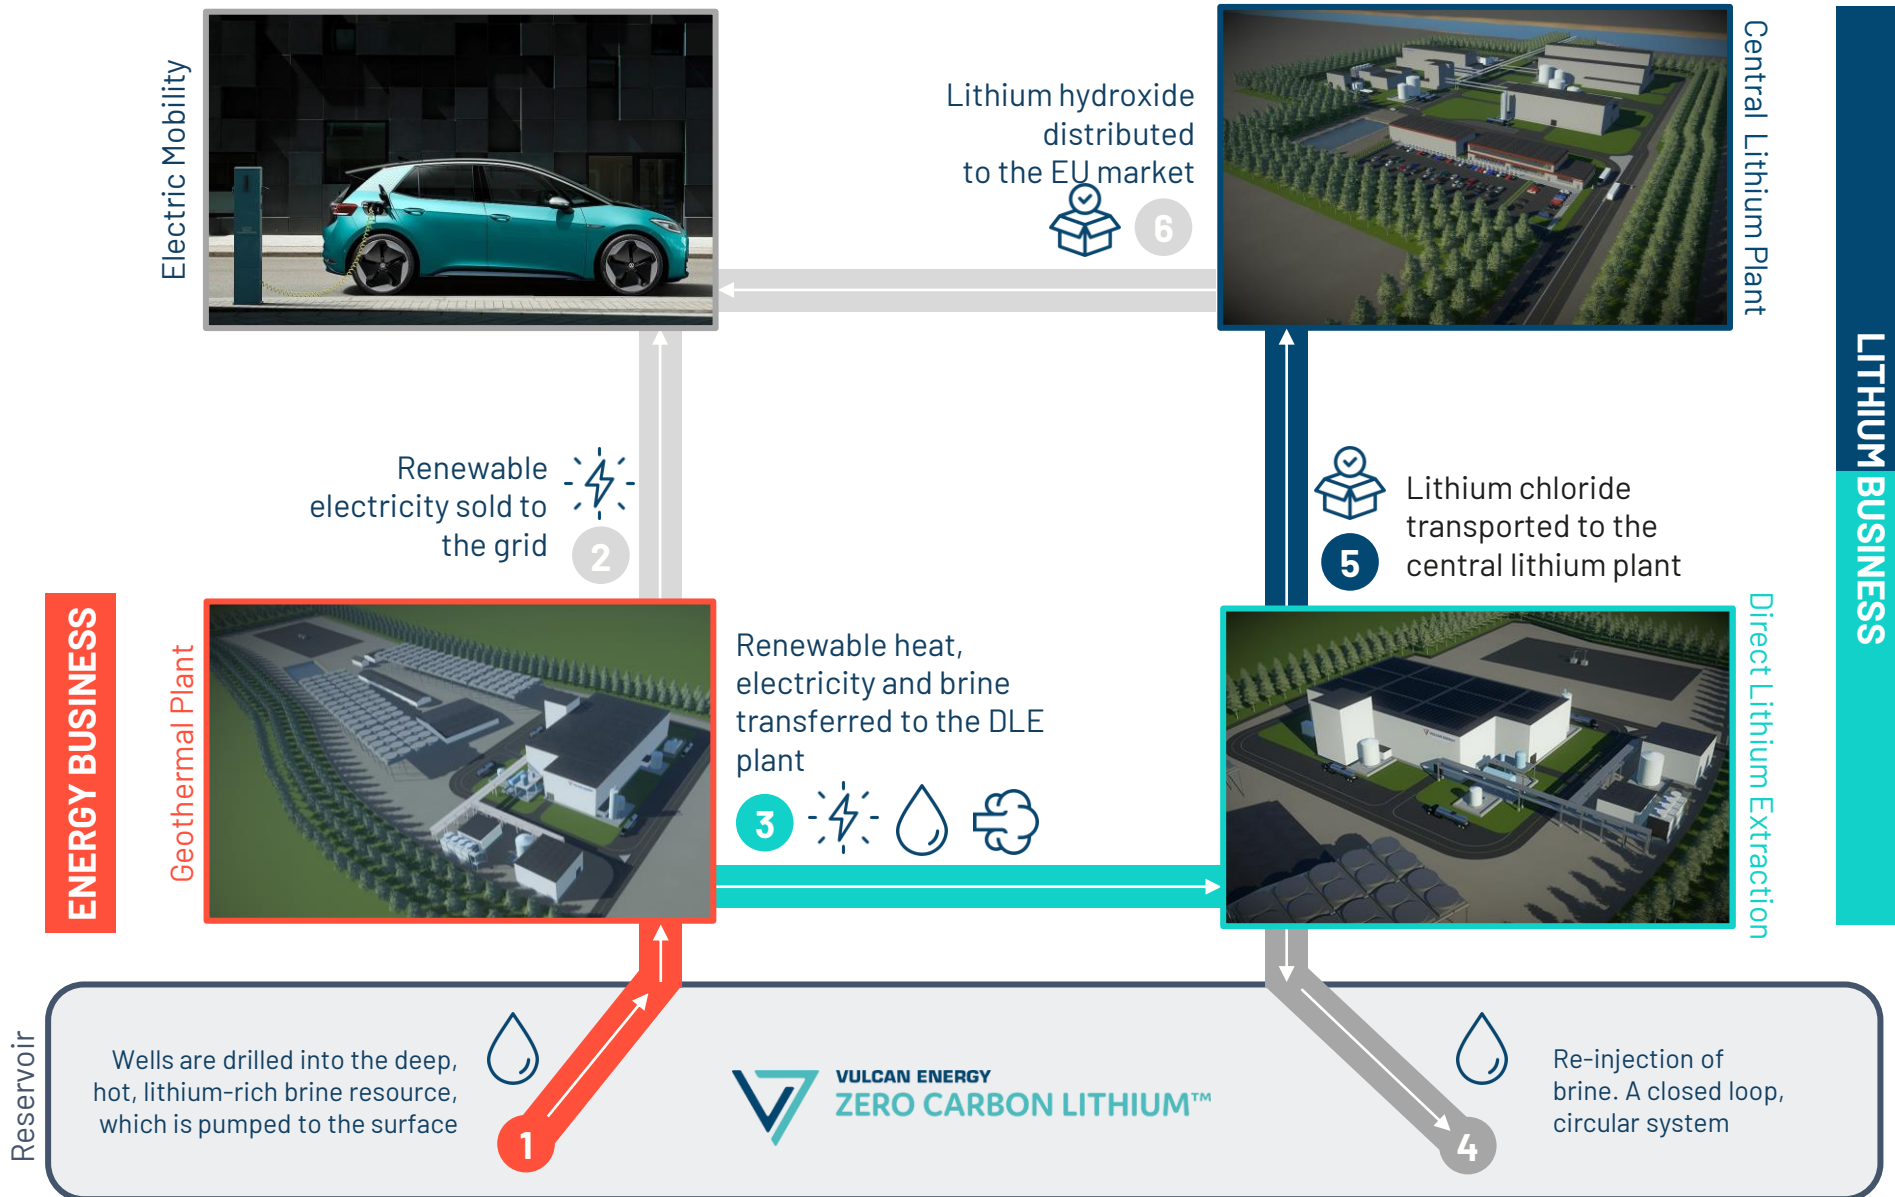 Electric Mobility
Lithium hydroxide
distributed
to the EU market
6
Central Lithium Plant
LITHIUM BUSINESS
Renewable
electricity sold to
the grid
2
Lithium chloride
transported to the
central lithium plant
5
ENERGY BUSINESS
Geothermal Plant
Renewable heat,
electricity and brine
transferred to the DLE
plant
3
VULCAN ENERGY
Direct Lithium Extraction
Reservoir
Wells are drilled into the deep,
hot, lithium-rich brine resource,
which is pumped to the surface
1
VULCAN ENERGY
ZERO CARBON LITHIUM™
4
Re-injection of
brine. A closed loop,
circular system